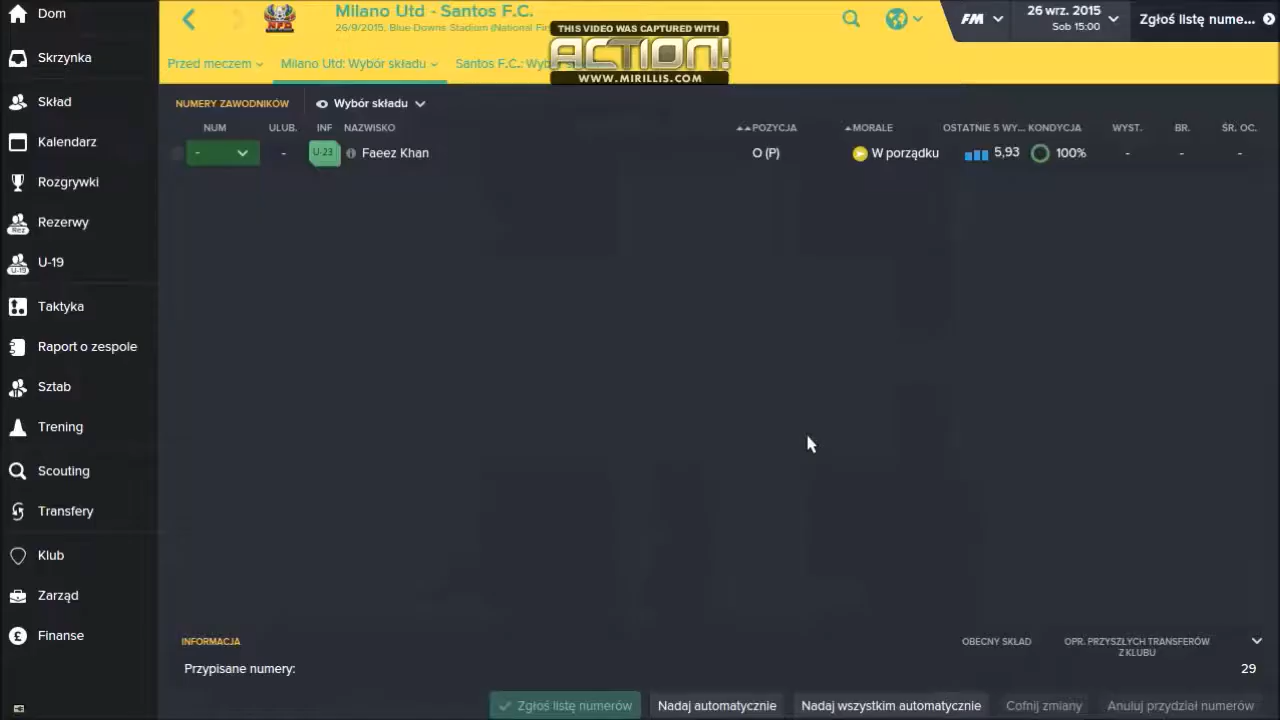 Dom
Skrzynka
Skład
Kalendarz
Rozgrywki
Rezerwy
U-19
Taktyka
Raport o zespole
Sztab
Trening
Scouting
Transfery
Klub
Zarząd
Finanse
Milano Utd - Santos F.C.
26/9/2015, Blue Downs Stadium (National
THIS VIDEO WAS CAPTURED WITH
ACTION!
WWW.MIRILLIS.COM
FM
26 wrz. 2015
Sob 15:00
Zgłoś listę nume...
Przed meczem
Milano Utd: Wybór składu
Santos F.C.:
NUMERY ZAWODNIKÓW
Wybór składu
NUM ULUB. INF NAZWISKO POZYCJA MORALE OSTATNIE 5 WY... KONDYCJA WYST. BR. ŚR. OC.
- - U-23 Faeez Khan O (P) W porządku 5,93 100% - - -
INFORMACJA OBECNY SKŁAD OPR. PRZYSZŁYCH TRANSFERÓW
Z KLUBU
Przypisane numery: 29
Zgłoś listę numerów Nadaj automatycznie Nadaj wszystkim automatycznie Cofnij zmiany Anuluj przydział numerów